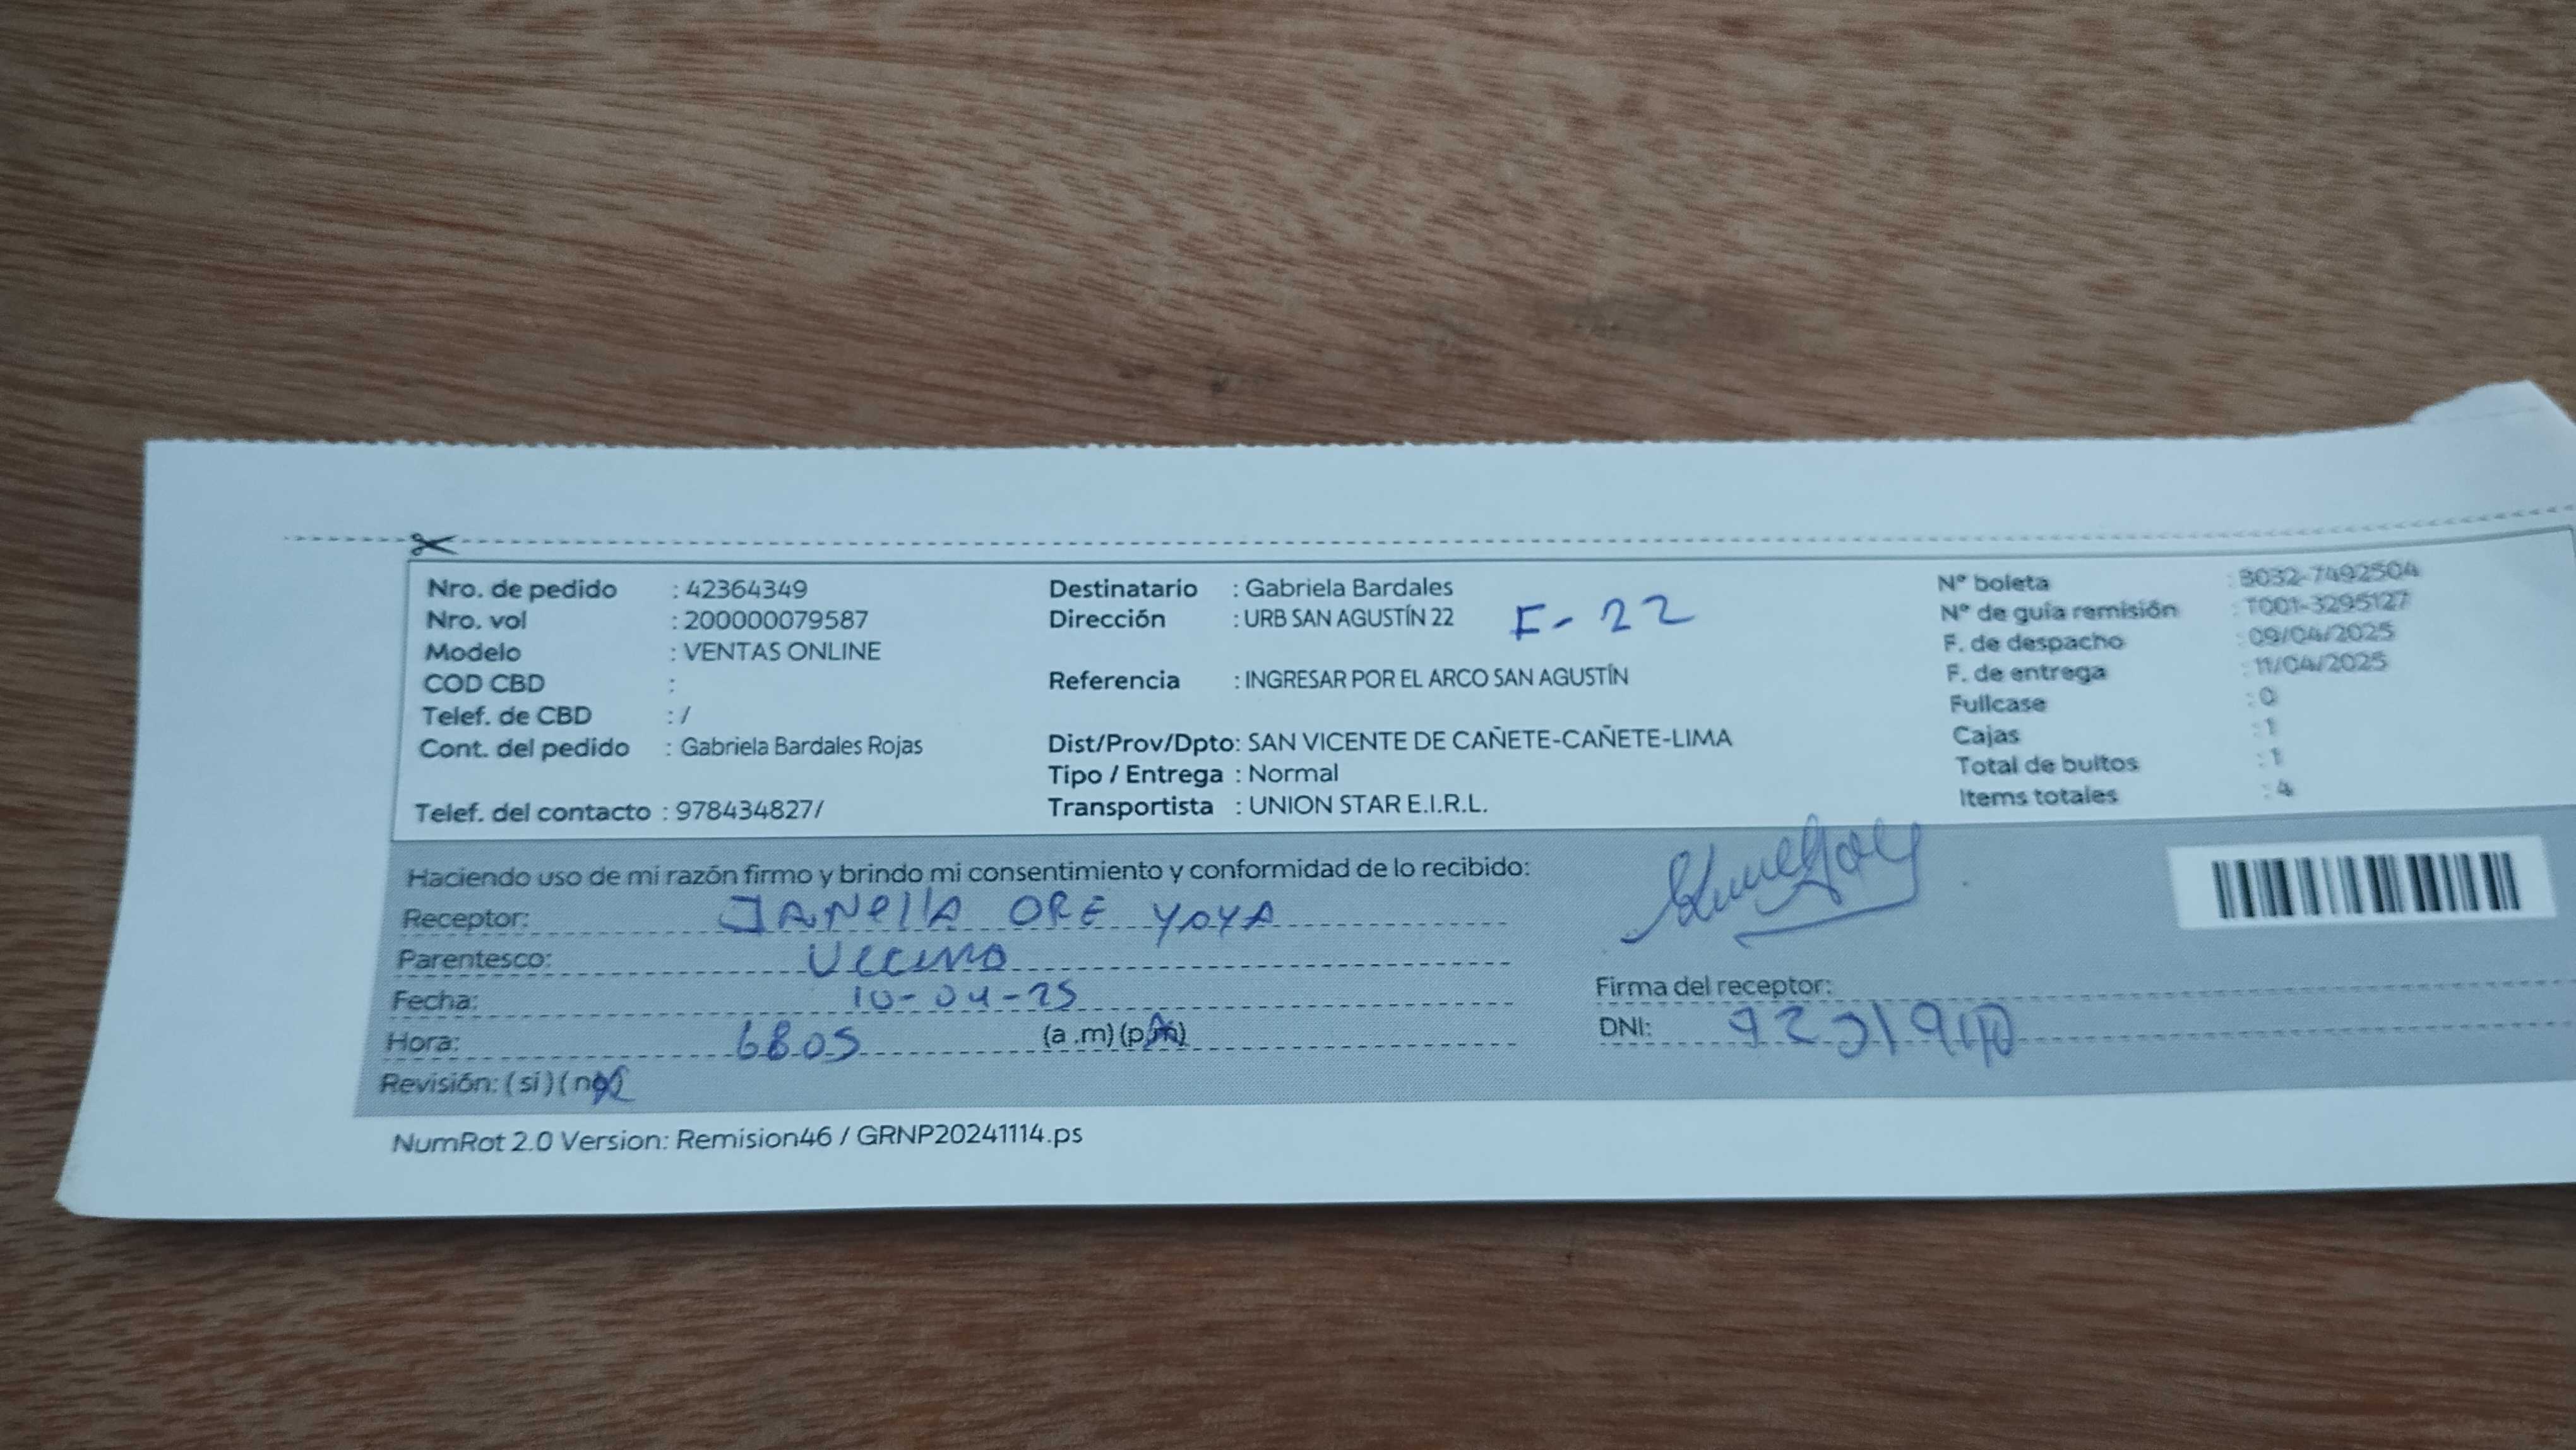 Nro. de pedido : 42364349
Nro. vol : 200000079587
Modelo : VENTAS ONLINE
COD CBD :
Telef. de CBD : /
Cont. del pedido : Gabriela Bardales Rojas
Telef. del contacto : 978434827/
Destinatario : Gabriela Bardales
Dirección : URB SAN AGUSTÍN 22 F-22
Referencia : INGRESAR POR EL ARCO SAN AGUSTÍN
Dist/Prov/Dpto: SAN VICENTE DE CAÑETE-CAÑETE-LIMA
Tipo / Entrega : Normal
Transportista : UNION STAR E.I.R.L.
N° boleta : B032-7492504
N° de guía remisión : T001-3295127
F. de despacho : 09/04/2025
F. de entrega : 11/04/2025
Fullcase : 0
Cajas : 1
Total de bultos : 1
Items totales : 4
Haciendo uso de mi razón firmo y brindo mi consentimiento y conformidad de lo recibido:
Receptor: JANellA ORE YOYA
Parentesco: Vecino
Fecha: 10-04-25
Hora: (a .m) (p.m)
Revisión: ( si ) ( no )
Firma del receptor:
DNI:
NumRot 2.0 Version: Remision46 / GRNP20241114.ps